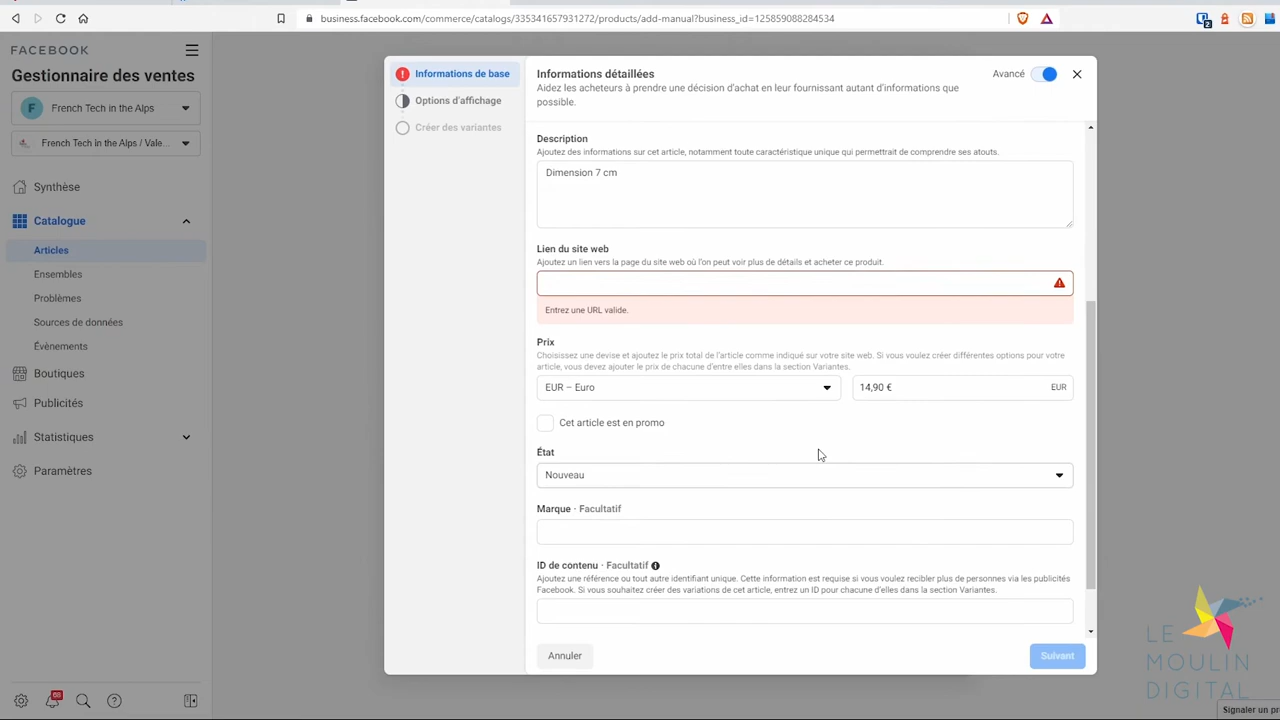 business.facebook.com/commerce/catalogs/335341657931272/products/add-manual?business_id=125859088284534
2
FACEBOOK
Gestionnaire des ventes
F
French Tech in the Alps
French Tech in the Alps / Vale...
Synthèse
Catalogue
Articles
Ensembles
Problèmes
Sources de données
Évènements
Boutiques
Publicités
Statistiques
Paramètres
68
Informations de base
Options d'affichage
Créer des variantes
Informations détaillées
Avancé
Aidez les acheteurs à prendre une décision d'achat en leur fournissant autant d'informations que
possible.
Description
Ajoutez des informations sur cet article, notamment toute caractéristique unique qui permettrait de comprendre ses atouts.
Dimension 7 cm
Lien du site web
Ajoutez un lien vers la page du site web où l'on peut voir plus de détails et acheter ce produit.
Entrez une URL valide.
Prix
Choisissez une devise et ajoutez le prix total de l'article comme indiqué sur votre site web. Si vous voulez créer différentes options pour votre
article, vous devez ajouter le prix de chacune d'entre elles dans la section Variantes.
EUR – Euro
14,90 €
EUR
Cet article est en promo
État
Nouveau
Marque · Facultatif
ID de contenu · Facultatif
Ajoutez une référence ou tout autre identifiant unique. Cette information est requise si vous voulez recibler plus de personnes via les publicités
Facebook. Si vous souhaitez créer des variations de cet article, entrez un ID pour chacune d'elles dans la section Variantes.
Annuler
Suivant
LE
MOULIN
DIGITAL
Signaler un pr